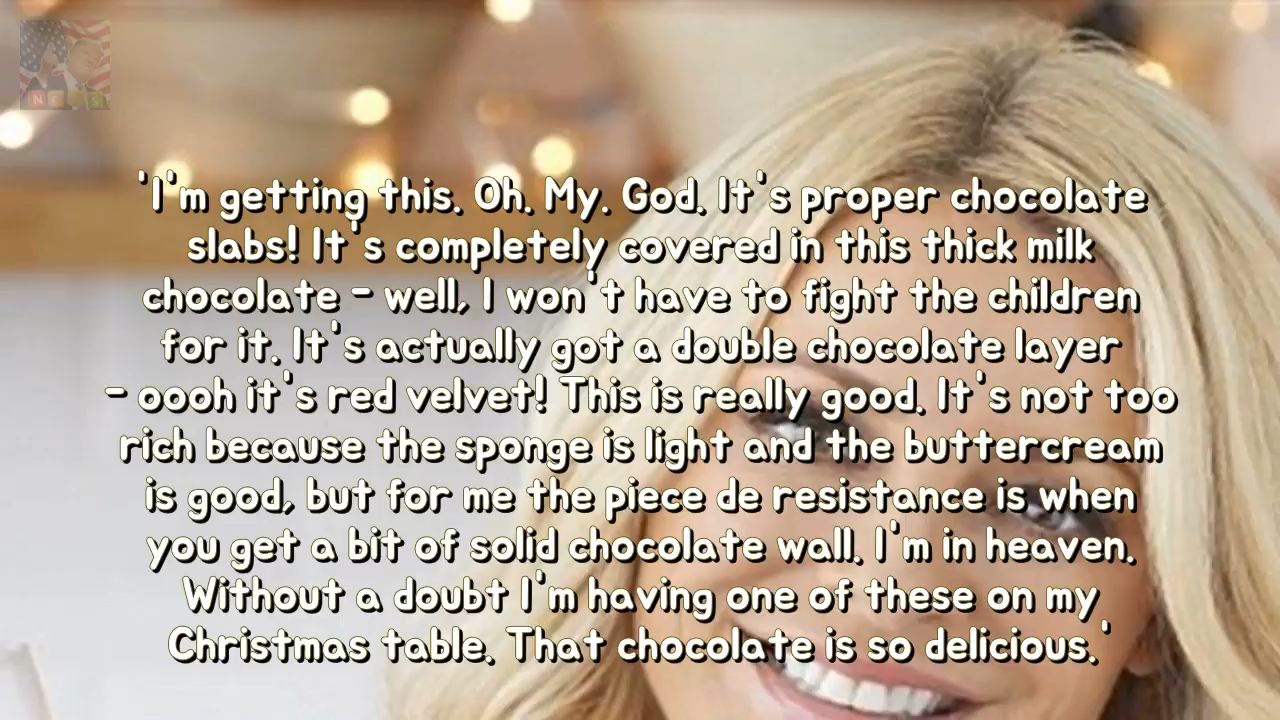 'I'm getting this. Oh. My. God. It's proper chocolate
slabs! It's completely covered in this thick milk
chocolate - well, I won't have to fight the children
for it. It's actually got a double chocolate layer
- oooh it's red velvet! This is really good. It's not too
rich because the sponge is light and the buttercream
is good, but for me the piece de resistance is when
you get a bit of solid chocolate wall. I'm in heaven.
Without a doubt I'm having one of these on my
Christmas table. That chocolate is so delicious.'